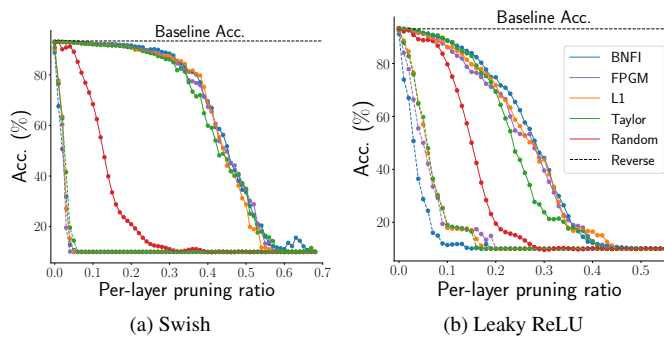 Baseline Acc.
80
60
40
20
Acc. (%)
0.0 0.1 0.2 0.3 0.4 0.5 0.6 0.7
Per-layer pruning ratio
(a) Swish
Baseline Acc.
80
60
40
20
Acc. (%)
BNFI
FPGM
L1
Taylor
Random
Reverse
0.0 0.1 0.2 0.3 0.4 0.5
Per-layer pruning ratio
(b) Leaky ReLU